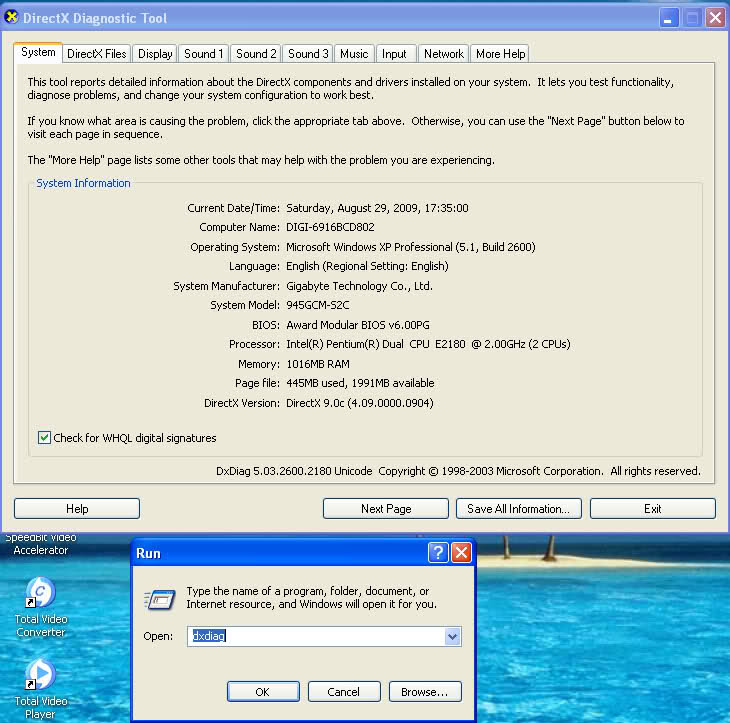 DirectX Diagnostic Tool
System DirectX Files Display Sound 1 Sound 2 Sound 3 Music Input Network More Help
This tool reports detailed information about the DirectX components and drivers installed on your system. It lets you test functionality,
diagnose problems, and change your system configuration to work best.
If you know what area is causing the problem, click the appropriate tab above. Otherwise, you can use the "Next Page" button below to
visit each page in sequence.
The "More Help" page lists some other tools that may help with the problem you are experiencing.
System Information
Current Date/Time: Saturday, August 29, 2009, 17:35:00
Computer Name: DIGI-6916BCD802
Operating System: Microsoft Windows XP Professional (5.1, Build 2600)
Language: English (Regional Setting: English)
System Manufacturer: Gigabyte Technology Co., Ltd.
System Model: 945GCM-S2C
BIOS: Award Modular BIOS v6.00PG
Processor: Intel(R) Pentium(R) Dual CPU E2180 @ 2.00GHz (2 CPUs)
Memory: 1016MB RAM
Page file: 445MB used, 1991MB available
DirectX Version: DirectX 9.0c (4.09.0000.0904)
Check for WHQL digital signatures
DxDiag 5.03.2600.2180 Unicode Copyright © 1998-2003 Microsoft Corporation. All rights reserved.
Help Next Page Save All Information... Exit
SpeedBit Video
Accelerator
Total Video
Converter
Total Video
Player
Run
Type the name of a program, folder, document, or
Internet resource, and Windows will open it for you.
Open: dxdiag
OK Cancel Browse...